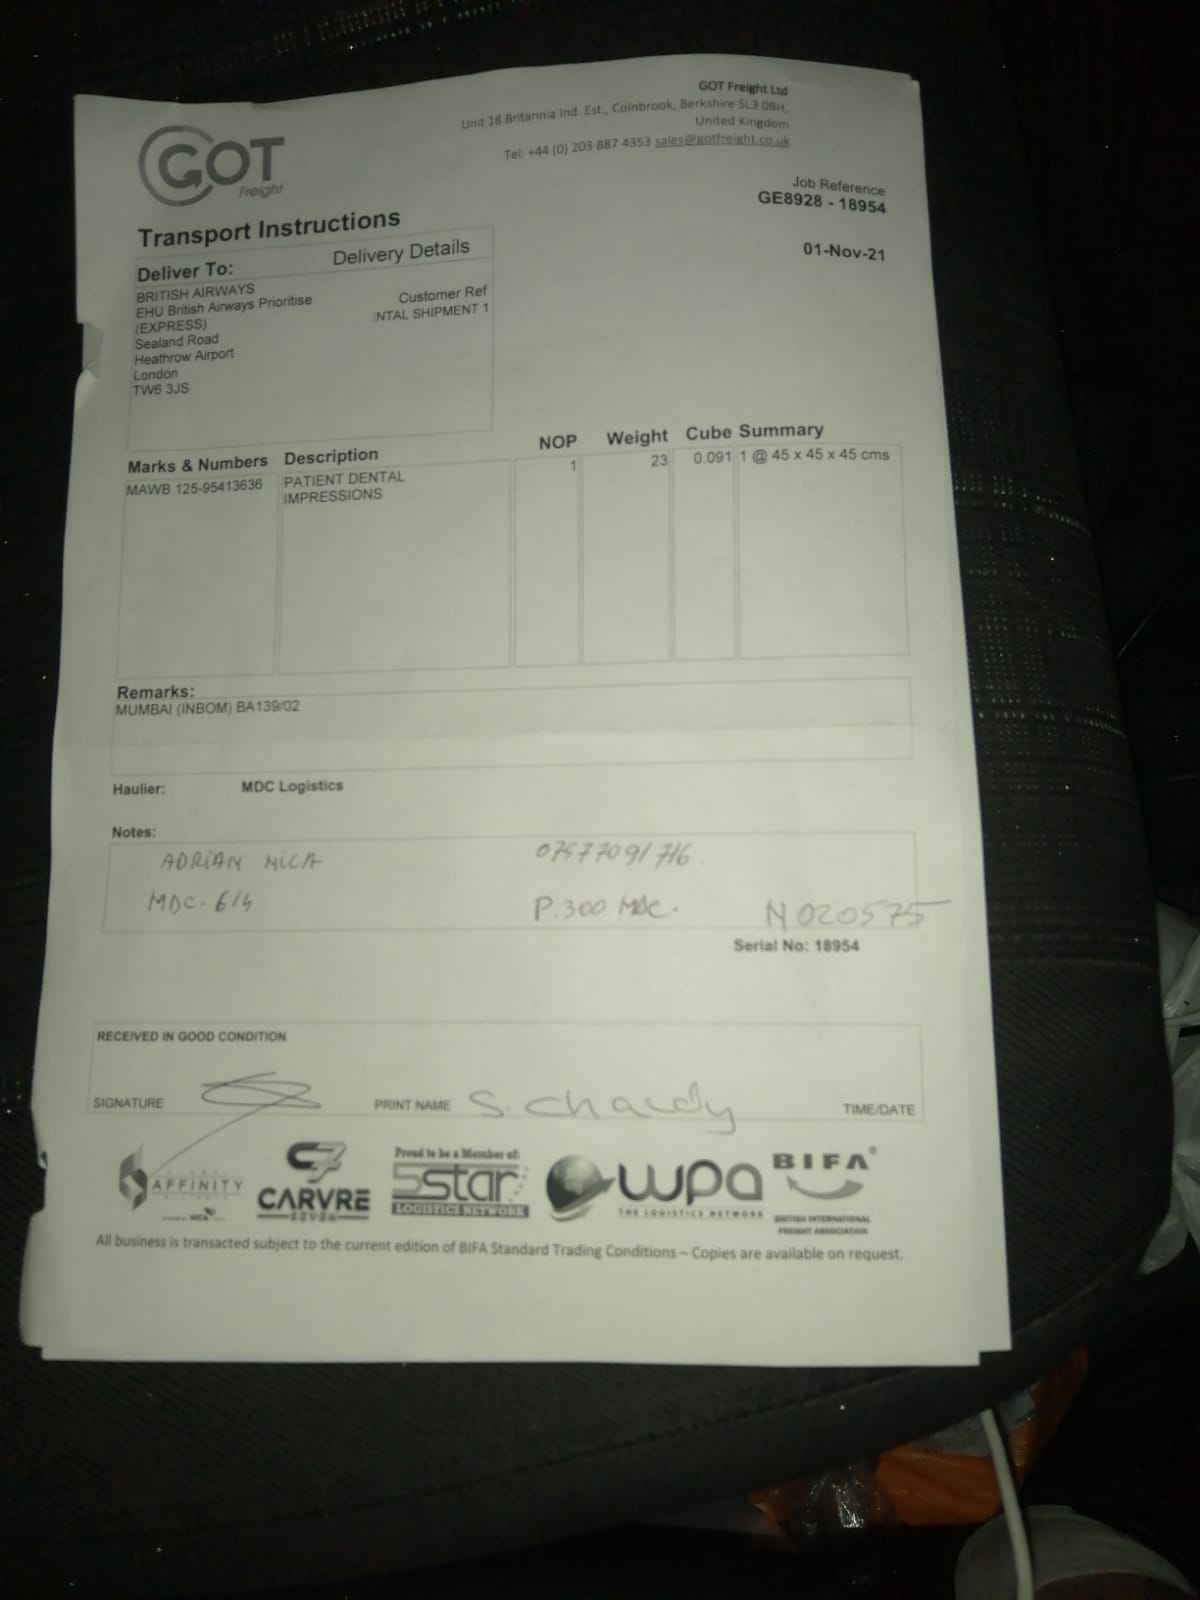 GOT Freight Ltd
Unit 18 Britannia Ind. Est., Colnbrook, Berkshire SL3 0BH,
United Kingdom
Tel: +44 (0) 203 887 4353 sales@gotfreight.co.uk
GOT
Freight
Job Reference
GE8928 - 18954
01-Nov-21
Transport Instructions
Deliver To: Delivery Details
BRITISH AIRWAYS
EHU British Airways Prioritise
(EXPRESS)
Sealand Road
Heathrow Airport
London
TW6 3JS
Customer Ref
NTAL SHIPMENT 1
Marks & Numbers Description NOP Weight Cube Summary
MAWB 125-95413636 PATIENT DENTAL 1 23 0.091 1 @ 45 x 45 x 45 cms
IMPRESSIONS
Remarks:
MUMBAI (INBOM) BA139/02
Haulier: MDC Logistics
Notes:
ADRIAN MICA 07577091716.
MDC. 614 P.300 MDC. N020575
Serial No: 18954
RECEIVED IN GOOD CONDITION
SIGNATURE PRINT NAME S. TIME/DATE
AFFINITY
C7
CARVRE
SEVEN
Proud to be a Member of:
5star
LOGISTICS NETWORK
wpa
THE LOGISTICS NETWORK
BIFA®
BRITISH INTERNATIONAL
FREIGHT ASSOCIATION
All business is transacted subject to the current edition of BIFA Standard Trading Conditions – Copies are available on request.